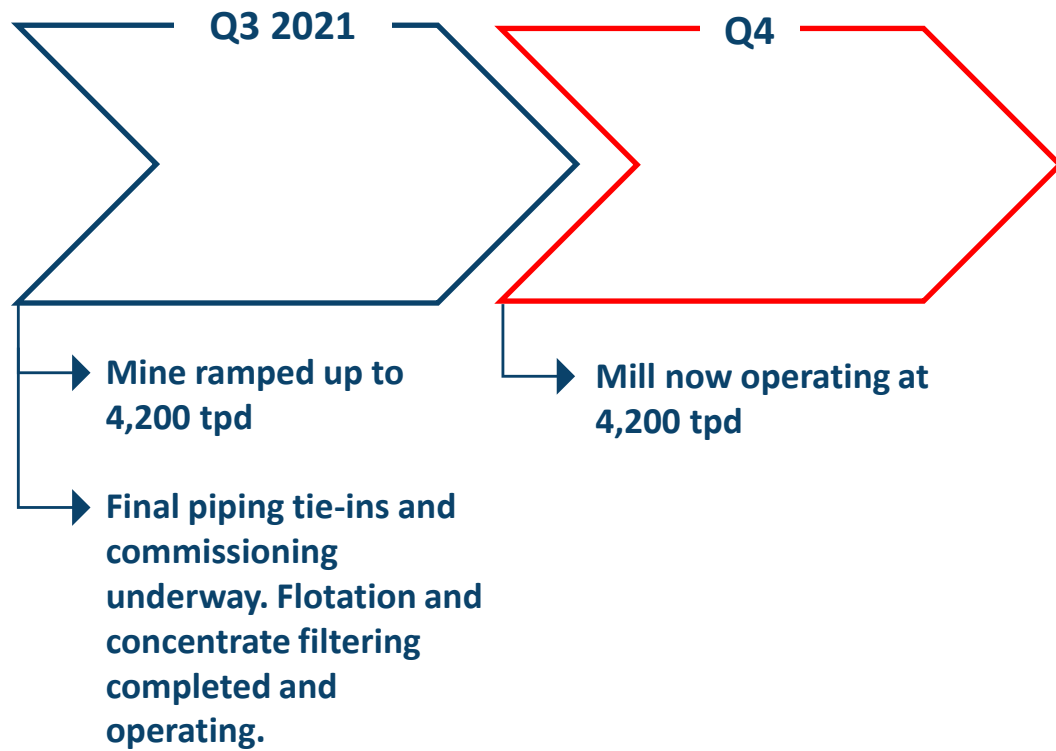 Q3 2021
Mine ramped up to
4,200 tpd
Final piping tie-ins and
commissioning
underway. Flotation and
concentrate filtering
completed and
operating.
Q4
Mill now operating at
4,200 tpd